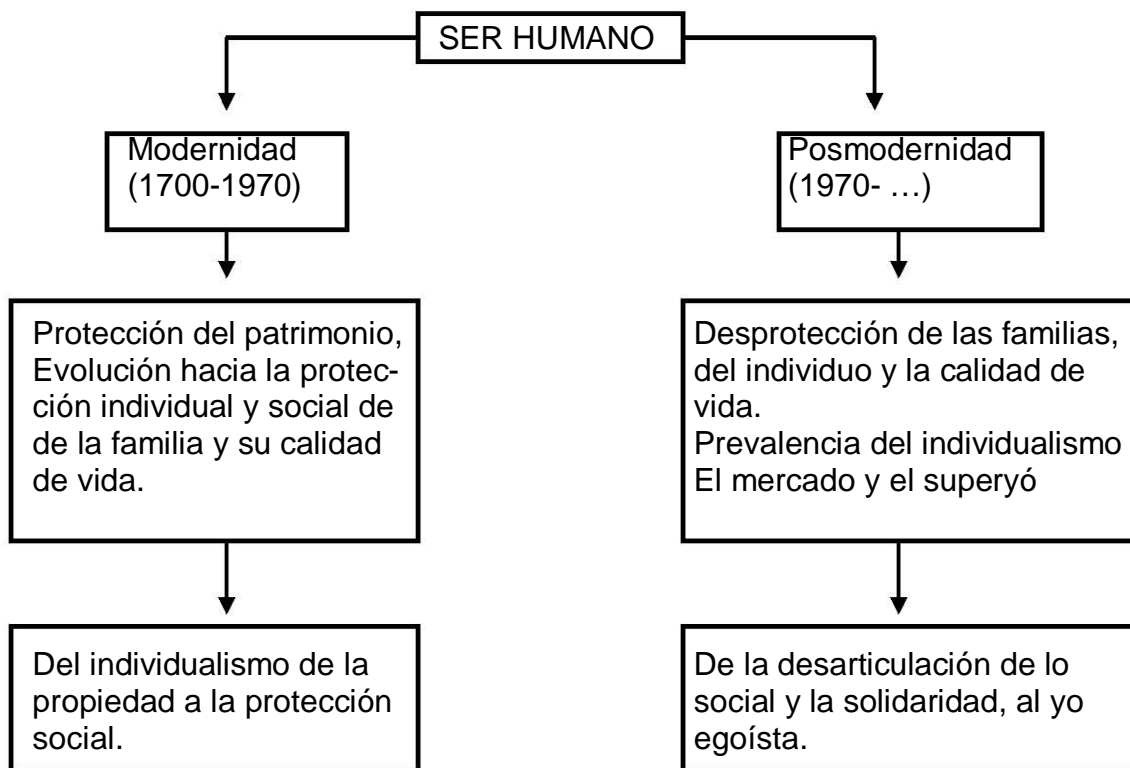 SER HUMANO
Modernidad
(1700-1970)
Posmodernidad
(1970- …)
Protección del patrimonio,
Evolución hacia la protec-
ción individual y social de
de la familia y su calidad
de vida.
Desprotección de las familias,
del individuo y la calidad de
vida.
Prevalencia del individualismo
El mercado y el superyó
Del individualismo de la
propiedad a la protección
social.
De la desarticulación de lo
social y la solidaridad, al yo
egoísta.